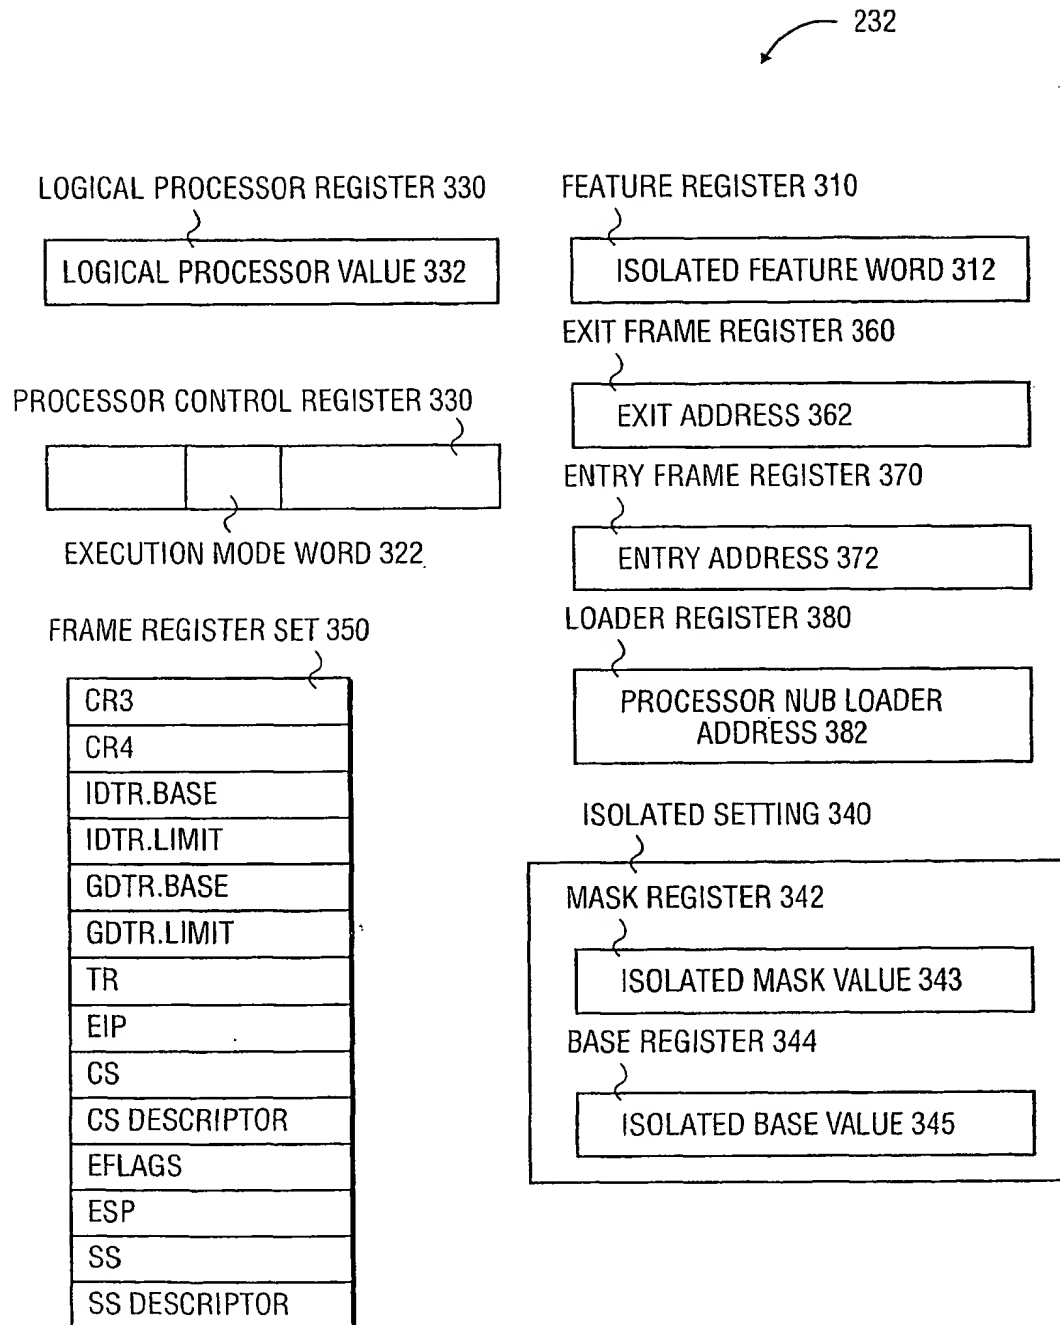 232
LOGICAL PROCESSOR REGISTER 330
LOGICAL PROCESSOR VALUE 332
PROCESSOR CONTROL REGISTER 330
EXECUTION MODE WORD 322
FRAME REGISTER SET 350
CR3
CR4
IDTR.BASE
IDTR.LIMIT
GDTR.BASE
GDTR.LIMIT
TR
EIP
CS
CS DESCRIPTOR
EFLAGS
ESP
SS
SS DESCRIPTOR
FEATURE REGISTER 310
ISOLATED FEATURE WORD 312
EXIT FRAME REGISTER 360
EXIT ADDRESS 362
ENTRY FRAME REGISTER 370
ENTRY ADDRESS 372
LOADER REGISTER 380
PROCESSOR NUB LOADER
ADDRESS 382
ISOLATED SETTING 340
MASK REGISTER 342
ISOLATED MASK VALUE 343
BASE REGISTER 344
ISOLATED BASE VALUE 345